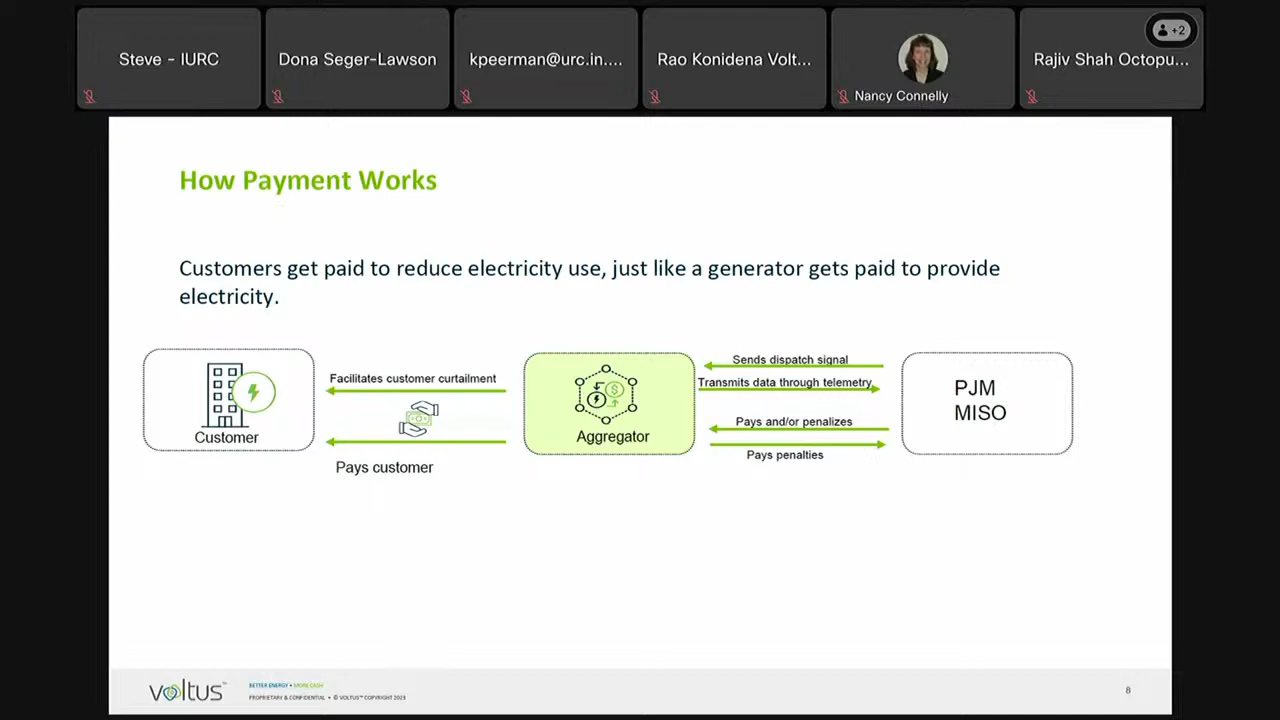 Steve - IURC
Dona Seger-Lawson
kpeerman@urc.in....
Rao Konidena Volt...
Nancy Connelly
+2
Rajiv Shah Octopu...
How Payment Works
Customers get paid to reduce electricity use, just like a generator gets paid to provide
electricity.
Customer
Facilitates customer curtailment
Pays customer
Aggregator
Sends dispatch signal
Transmits data through telemetry
Pays and/or penalizes
Pays penalties
PJM
MISO
voltus™
BETTER ENERGY • MORE CASH
PROPRIETARY & CONFIDENTIAL • © VOLTUS™ COPYRIGHT 2023
8